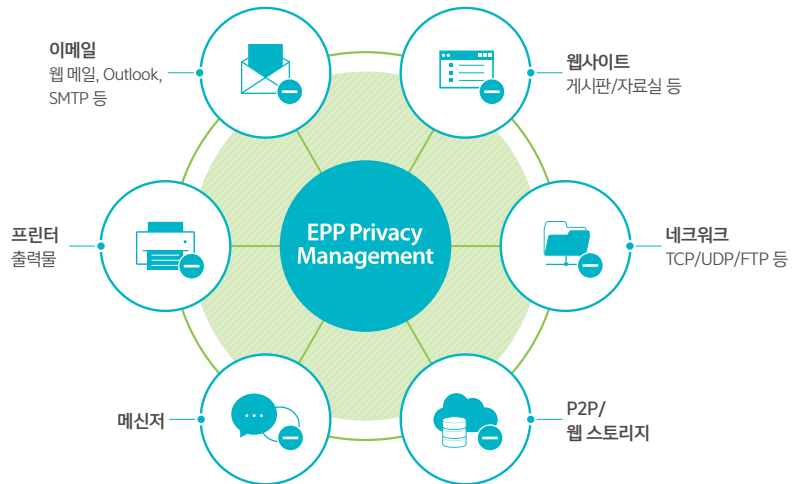 이메일
웹 메일, Outlook,
SMTP 등
웹사이트
게시판/자료실 등
프린터
출력물
EPP Privacy
Management
네크워크
TCP/UDP/FTP 등
메신저
P2P/
웹 스토리지